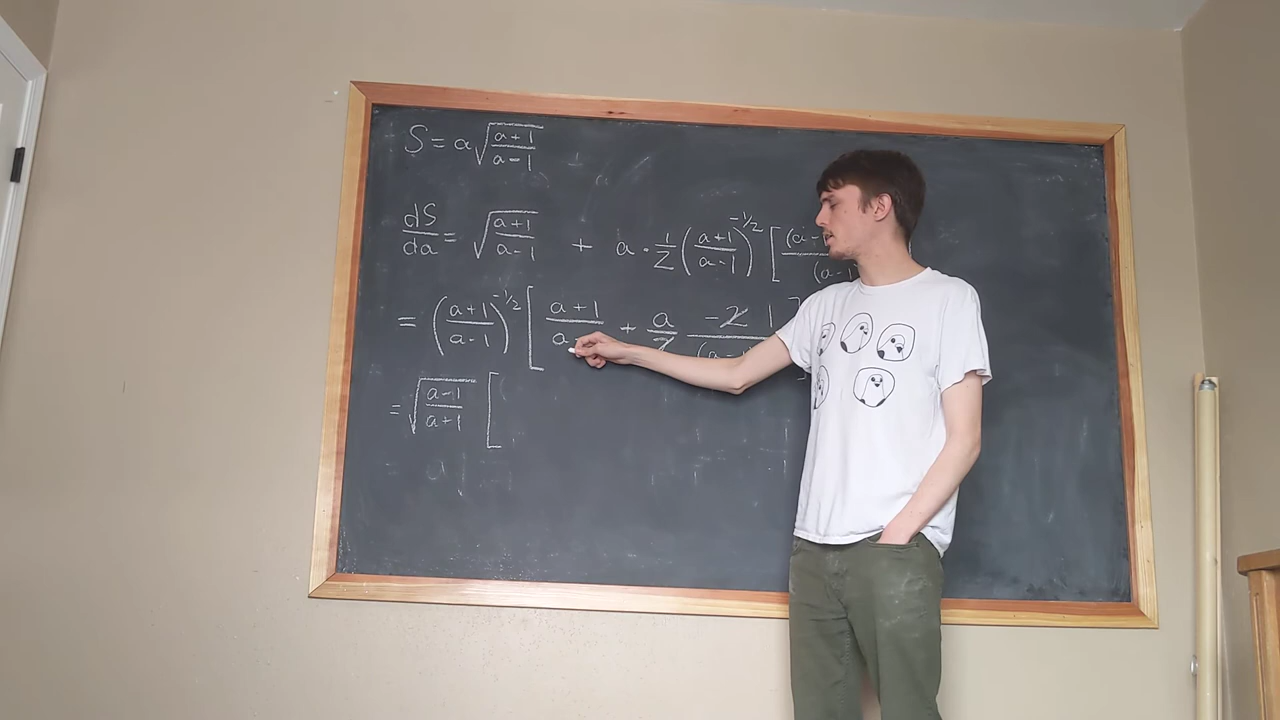 S = a√((a+1)/(a-1))
dS/da = √((a+1)/(a-1)) + a · 1/2 ((a+1)/(a-1))^(-1/2) [ (a- (a-1
= ((a+1)/(a-1))^(-1/2) [ (a+1)/(a + a/2 -2 1 / (a-
= √((a-1)/(a+1)) [